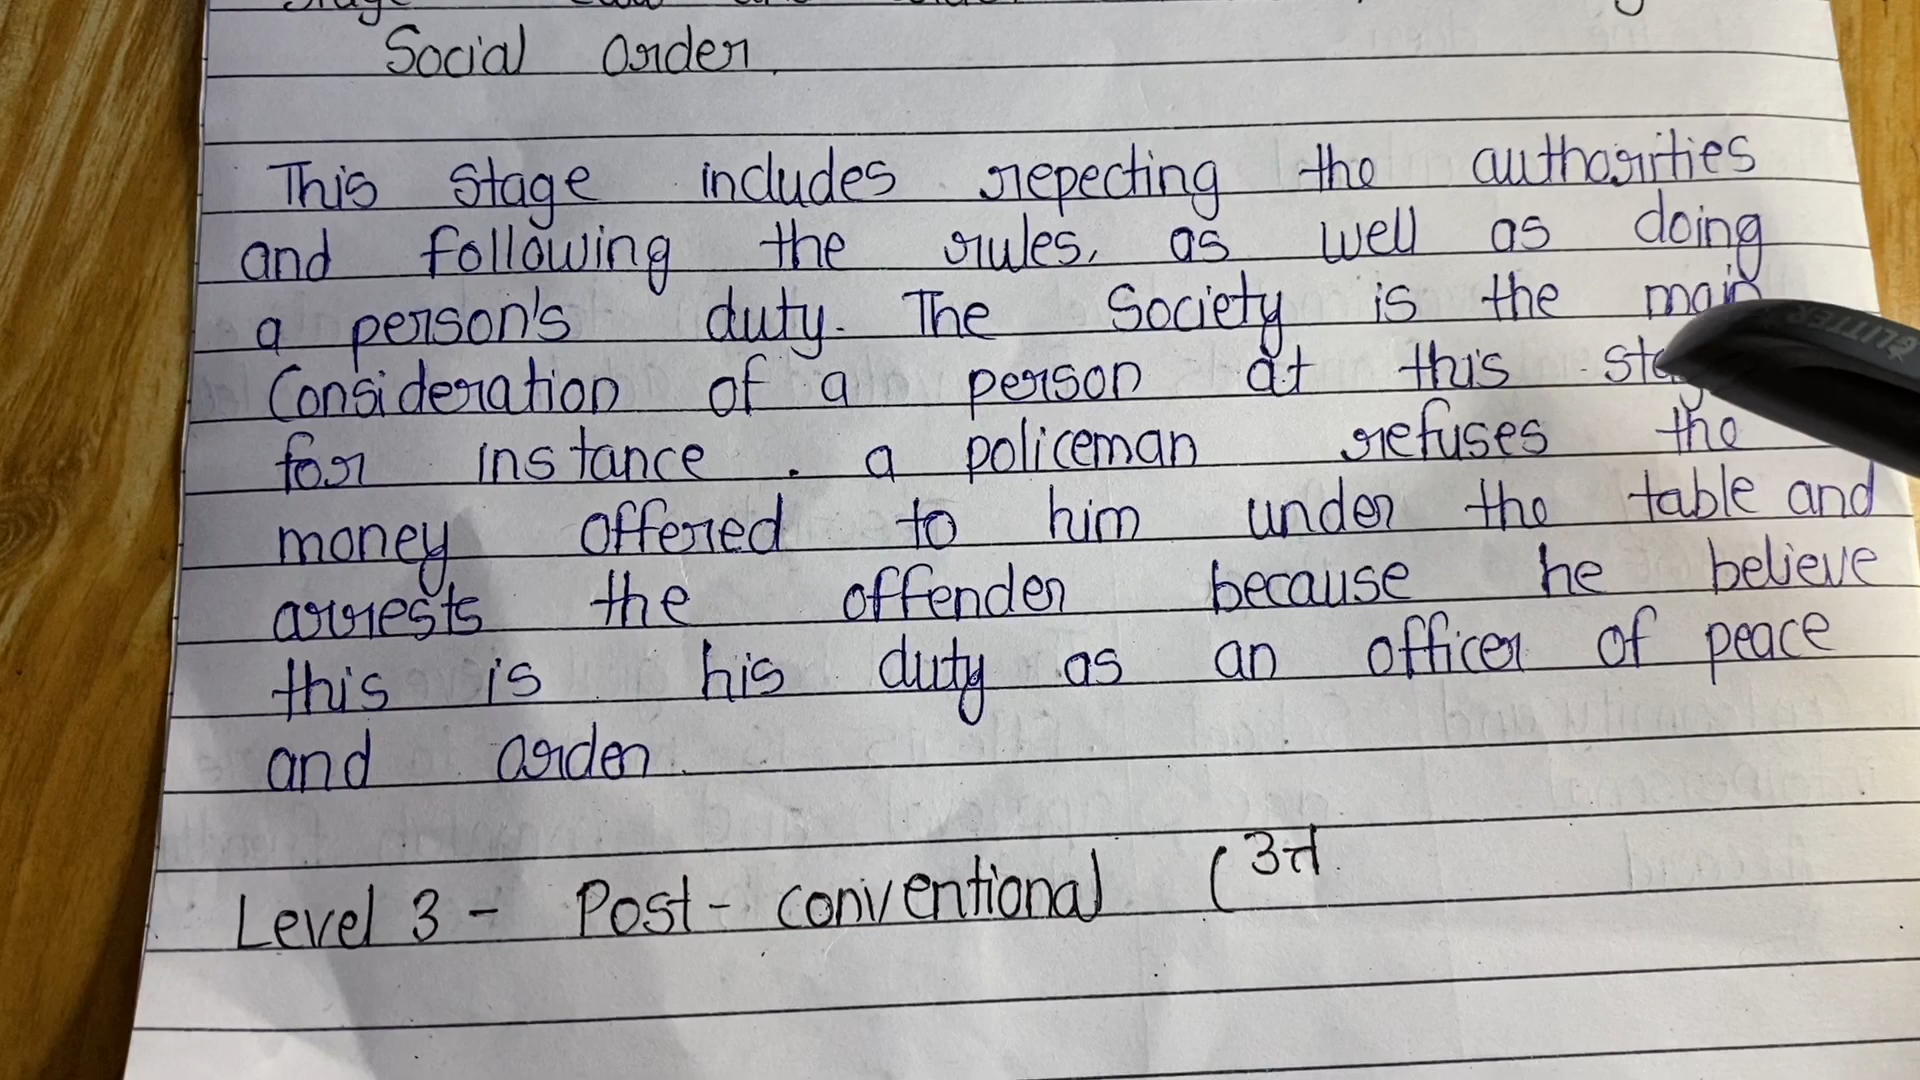 Social order.
This stage includes repecting the authorities
and following the rules, as well as doing
a person's duty. The Society is the main
Consideration of a person at this
for instance. a policeman refuses the
money offered to him under the table and
arrests the offender because he believe
this is his duty as an officer of peace
and order.
Level 3 - Post-conventional (3rd
GLITTER